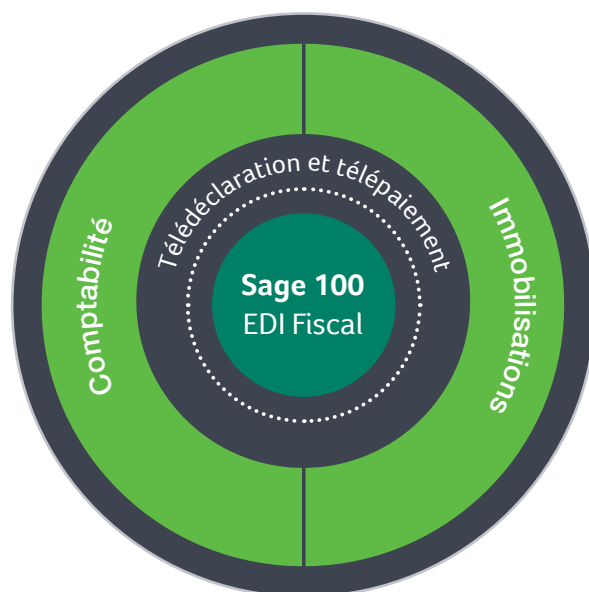 Télédéclaration et télépaiement
Comptabilité
Sage 100
EDI Fiscal
Immobilisations